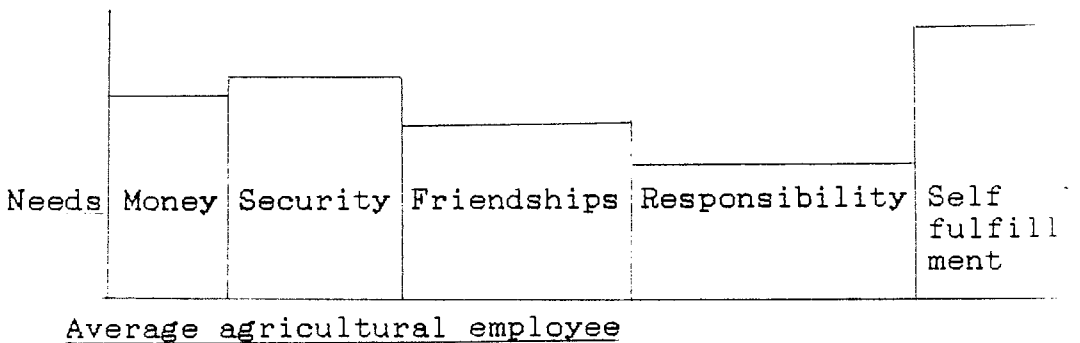 Needs Money Security Friendships Responsibility Self
fulfill
ment
Average agricultural employee